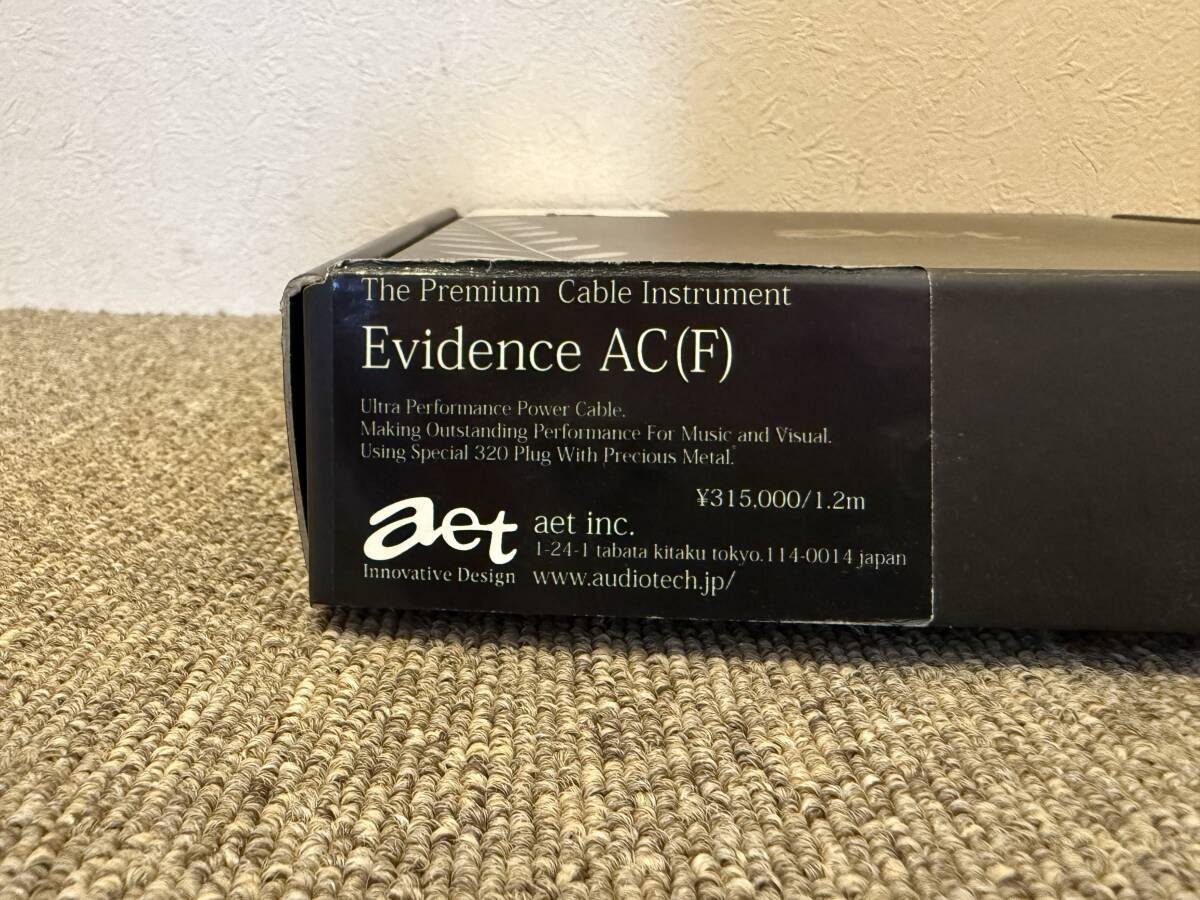 The Premium Cable Instrument
Evidence AC(F)
Ultra Performance Power Cable.
Making Outstanding Performance For Music and Visual.
Using Special 320 Plug With Precious Metal.
¥315,000/1.2m
aet
Innovative Design
aet inc.
1-24-1 tabata kitaku tokyo.114-0014 japan
www.audiotech.jp/